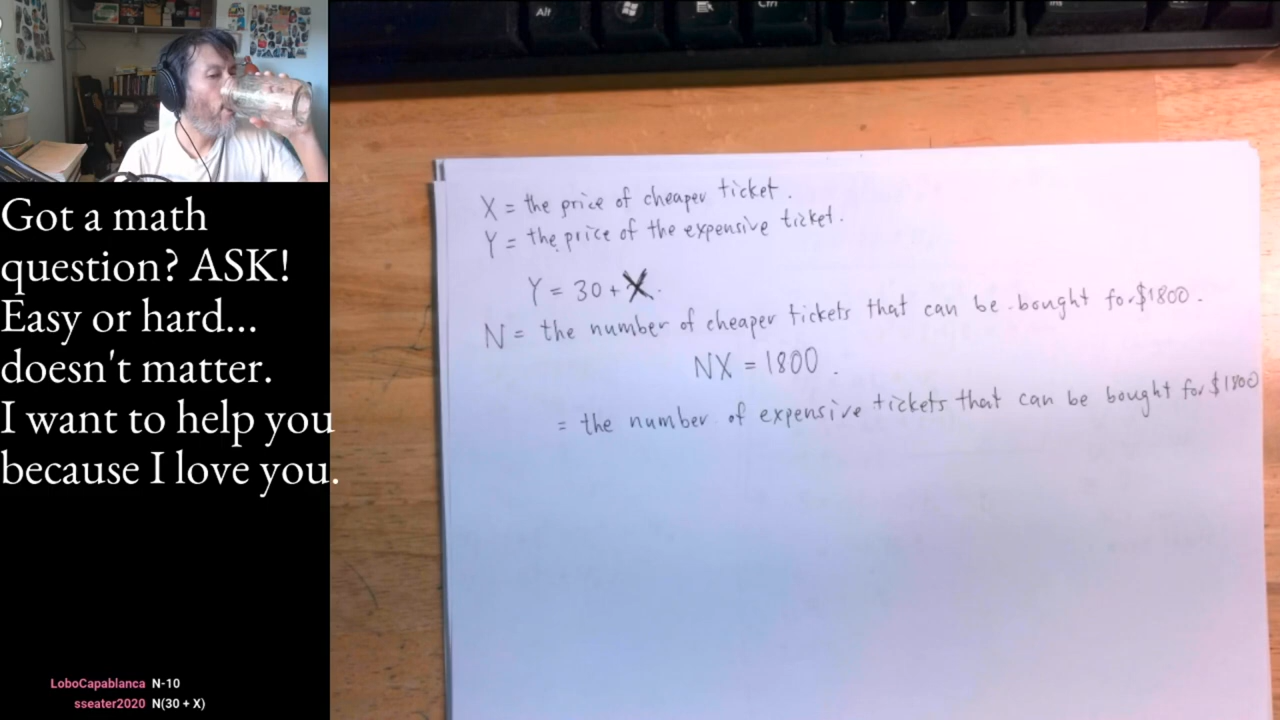 Alt
Ctrl
Got a math
question? ASK!
Easy or hard...
doesn't matter.
I want to help you
because I love you.
LoboCapablanca N-10
sseater2020 N(30 + X)
X = the price of cheaper ticket.
Y = the price of the expensive ticket.
Y = 30 + X.
N = the number of cheaper tickets that can be bought for $1800.
NX = 1800.
= the number of expensive tickets that can be bought for $1800